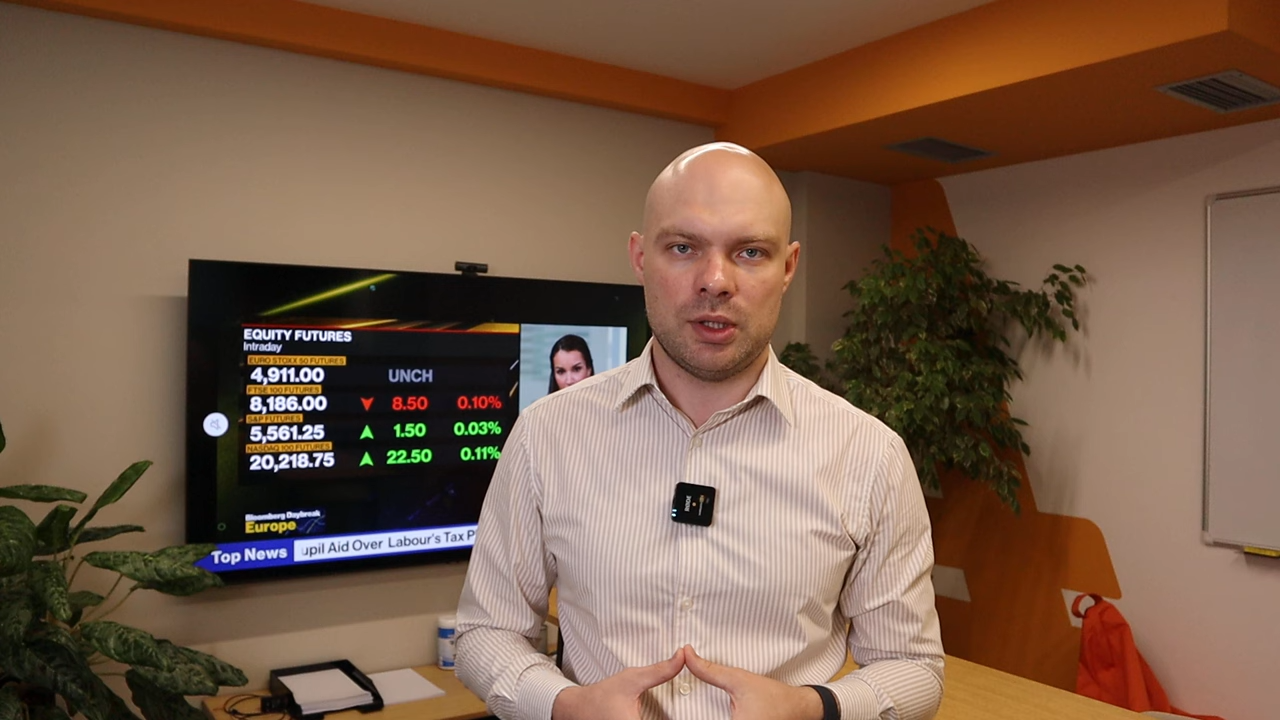 EQUITY FUTURES
Intraday
EURO STOXX 50 FUTURES
4,911.00 UNCH
FTSE 100 FUTURES
8,186.00 8.50 0.10%
S&P FUTURES
5,561.25 1.50 0.03%
NASDAQ 100 FUTURES
20,218.75 22.50 0.11%
Bloomberg Daybreak
Europe
Top News upil Aid Over Labour's Tax P
RØDE